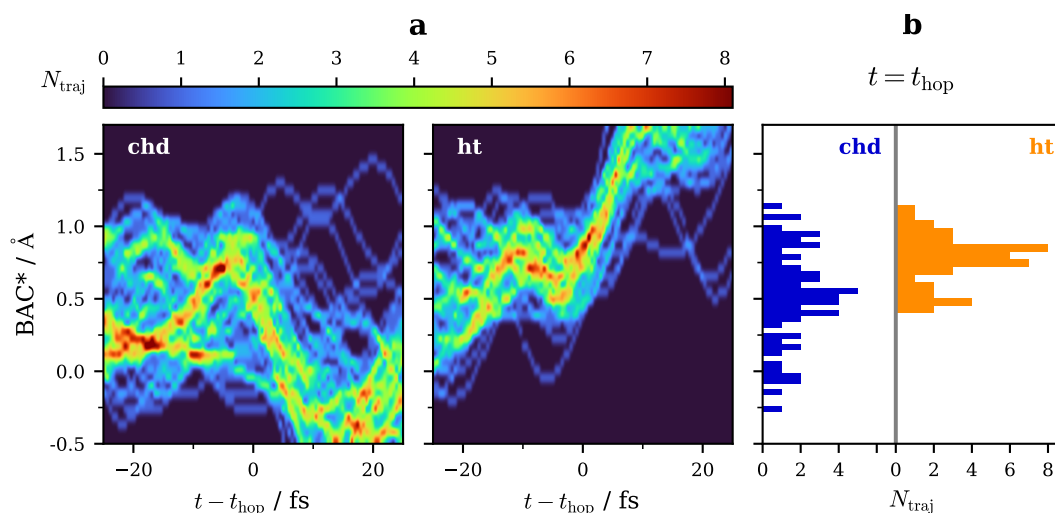 a
b
0 1 2 3 4 5 6 7 8
N_traj
t = t_hop
chd
ht
chd
ht
1.5
1.0
0.5
0.0
-0.5
BAC* / Å
−20 0 20
−20 0 20
0 2 4 0 2 4 6 8
t − t_hop / fs
t − t_hop / fs
N_traj